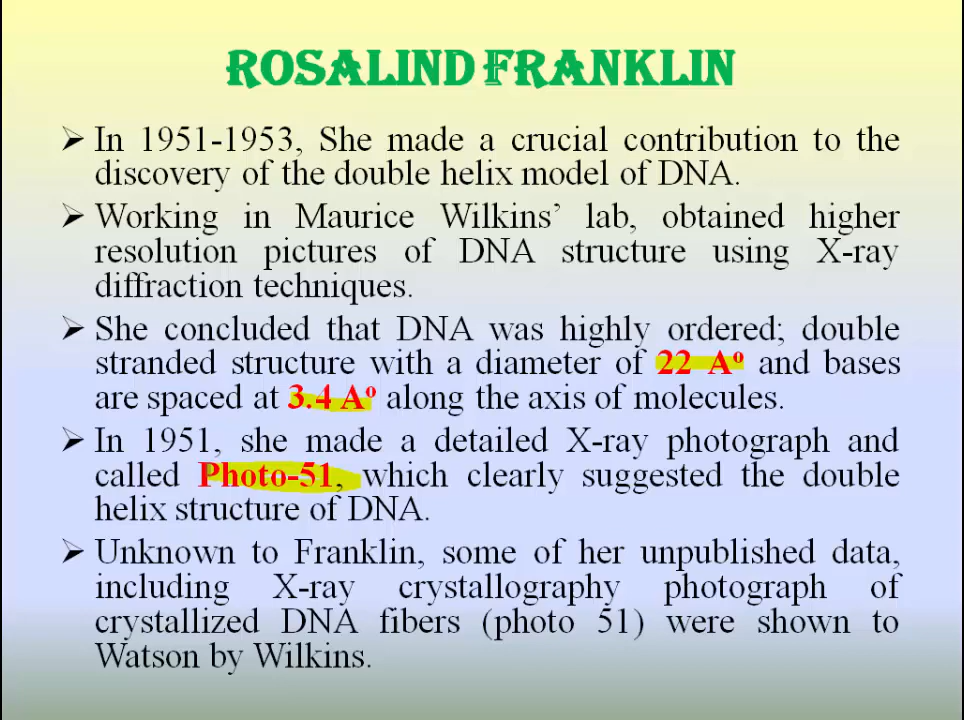 ROSALIND FRANKLIN
➢ In 1951-1953, She made a crucial contribution to the
discovery of the double helix model of DNA.
➢ Working in Maurice Wilkins’ lab, obtained higher
resolution pictures of DNA structure using X-ray
diffraction techniques.
➢ She concluded that DNA was highly ordered; double
stranded structure with a diameter of 22 Aº and bases
are spaced at 3.4 Aº along the axis of molecules.
➢ In 1951, she made a detailed X-ray photograph and
called Photo-51, which clearly suggested the double
helix structure of DNA.
➢ Unknown to Franklin, some of her unpublished data,
including X-ray crystallography photograph of
crystallized DNA fibers (photo 51) were shown to
Watson by Wilkins.